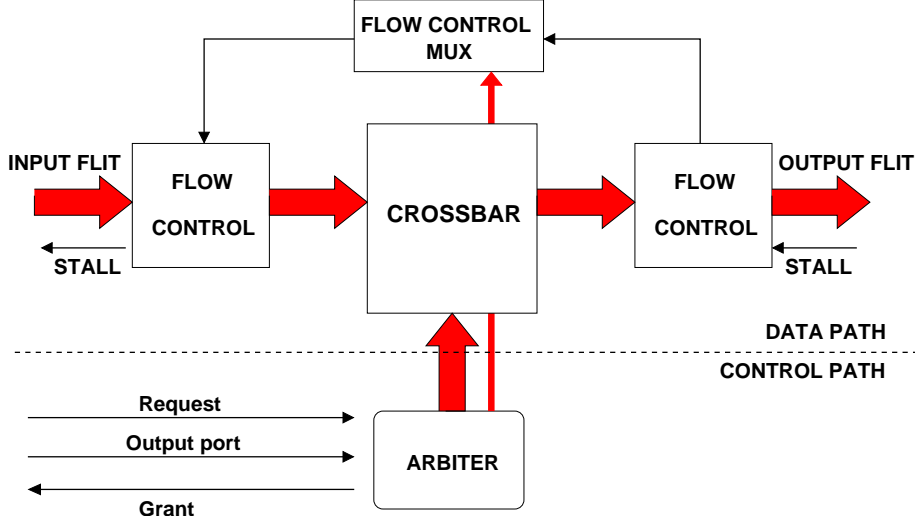 FLOW CONTROL
MUX
INPUT FLIT
FLOW
CONTROL
STALL
CROSSBAR
FLOW
CONTROL
OUTPUT FLIT
STALL
DATA PATH
CONTROL PATH
Request
Output port
Grant
ARBITER